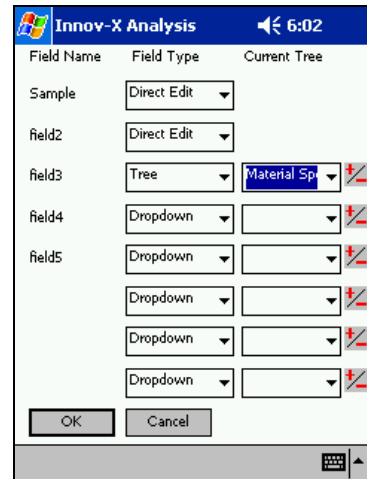 Innov-X Analysis 6:02
Field Name Field Type Current Tree
Sample Direct Edit
field2 Direct Edit
field3 Tree Material Spe
field4 Dropdown
field5 Dropdown
Dropdown
Dropdown
Dropdown
OK Cancel